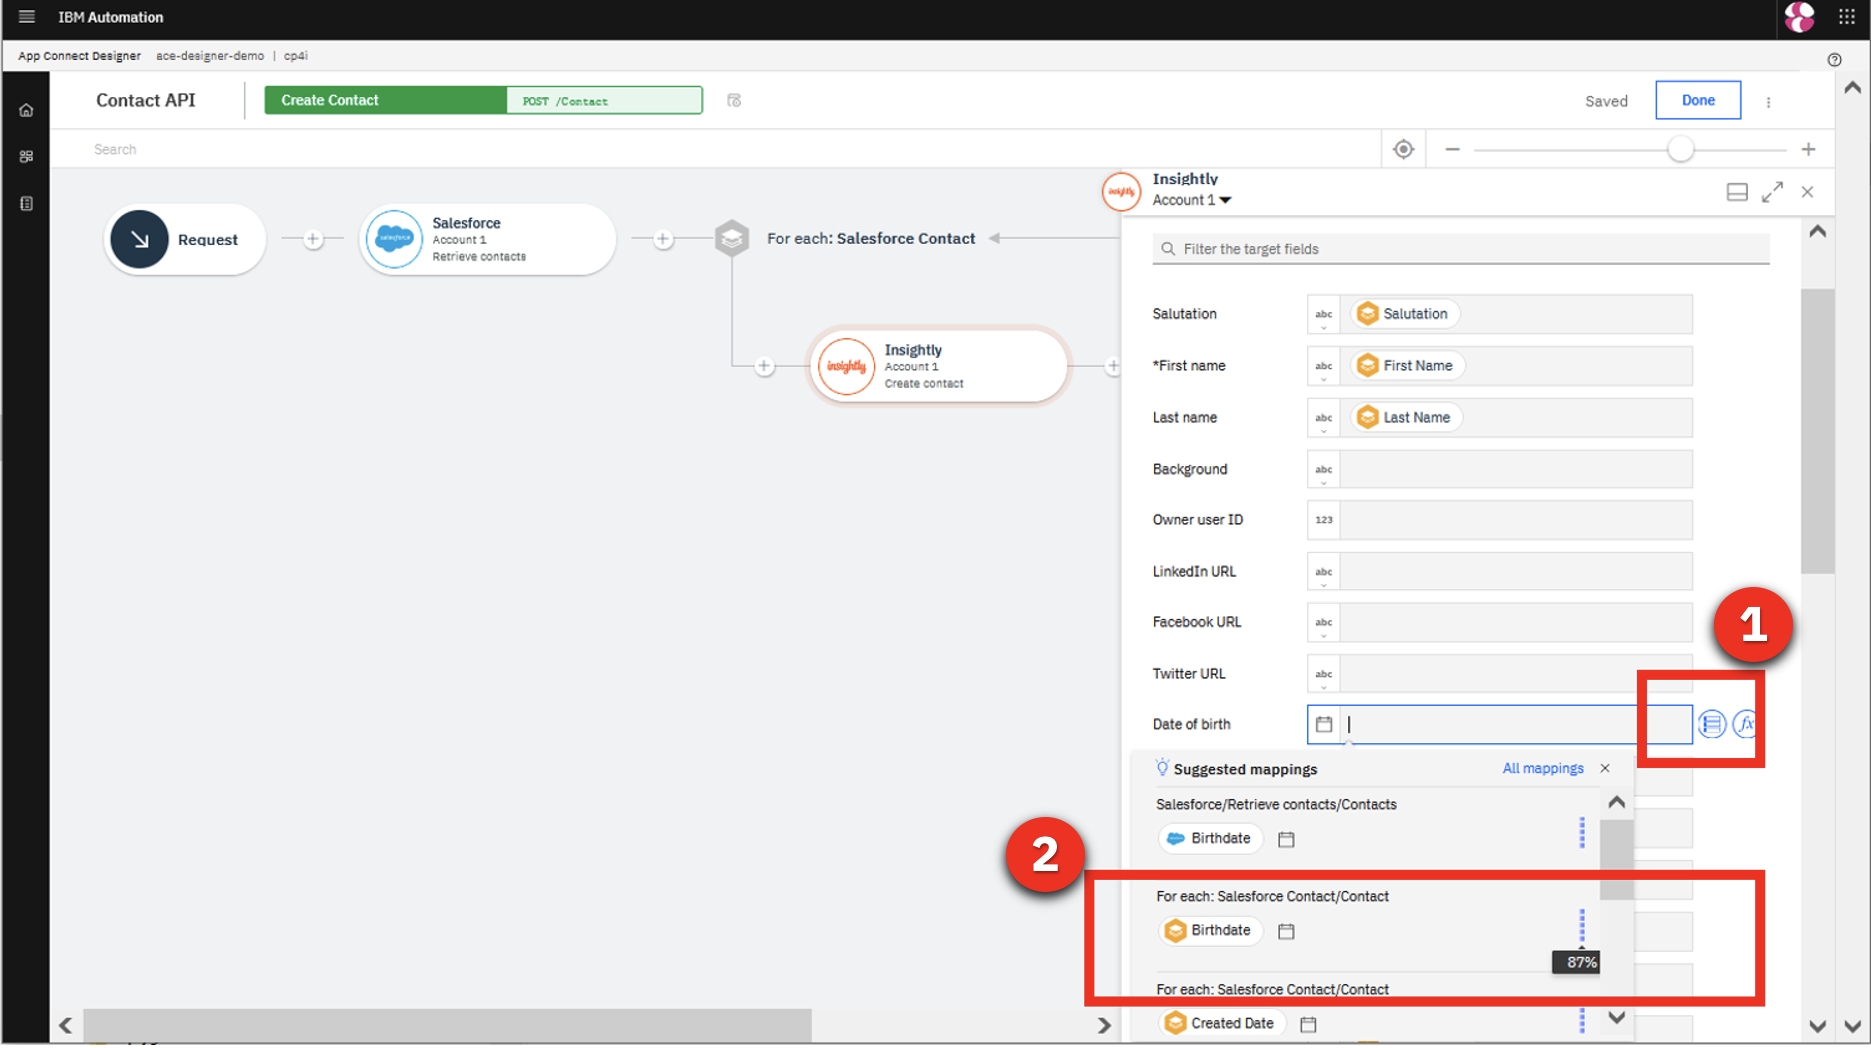 IBM Automation
App Connect Designer ace-designer-demo | cp4i
Contact API
Create Contact
POST /Contact
Saved
Done
Search
Request
salesforce
Salesforce
Account 1
Retrieve contacts
For each: Salesforce Contact
insightly
Insightly
Account 1
Create contact
insightly
Insightly
Account 1
Filter the target fields
Salutation
abc
Salutation
*First name
abc
First Name
Last name
abc
Last Name
Background
abc
Owner user ID
123
LinkedIn URL
abc
Facebook URL
abc
Twitter URL
abc
1
Date of birth
fx
Suggested mappings
All mappings
Salesforce/Retrieve contacts/Contacts
Birthdate
2
For each: Salesforce Contact/Contact
Birthdate
87%
For each: Salesforce Contact/Contact
Created Date